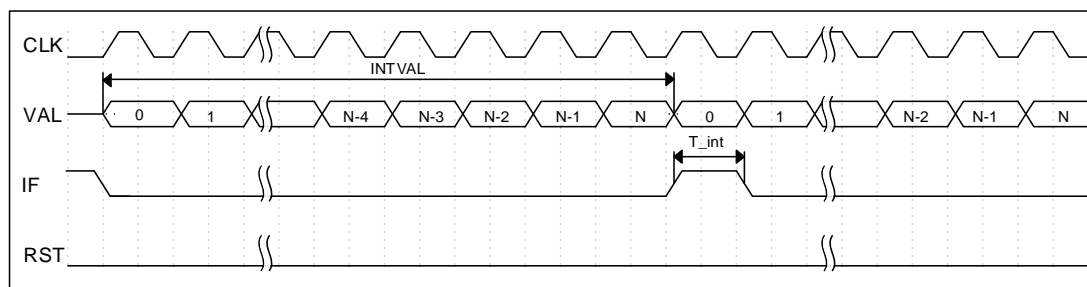 CLK
INTVAL
VAL 0 1 N-4 N-3 N-2 N-1 N 0 1 N-2 N-1 N
T_int
IF
RST